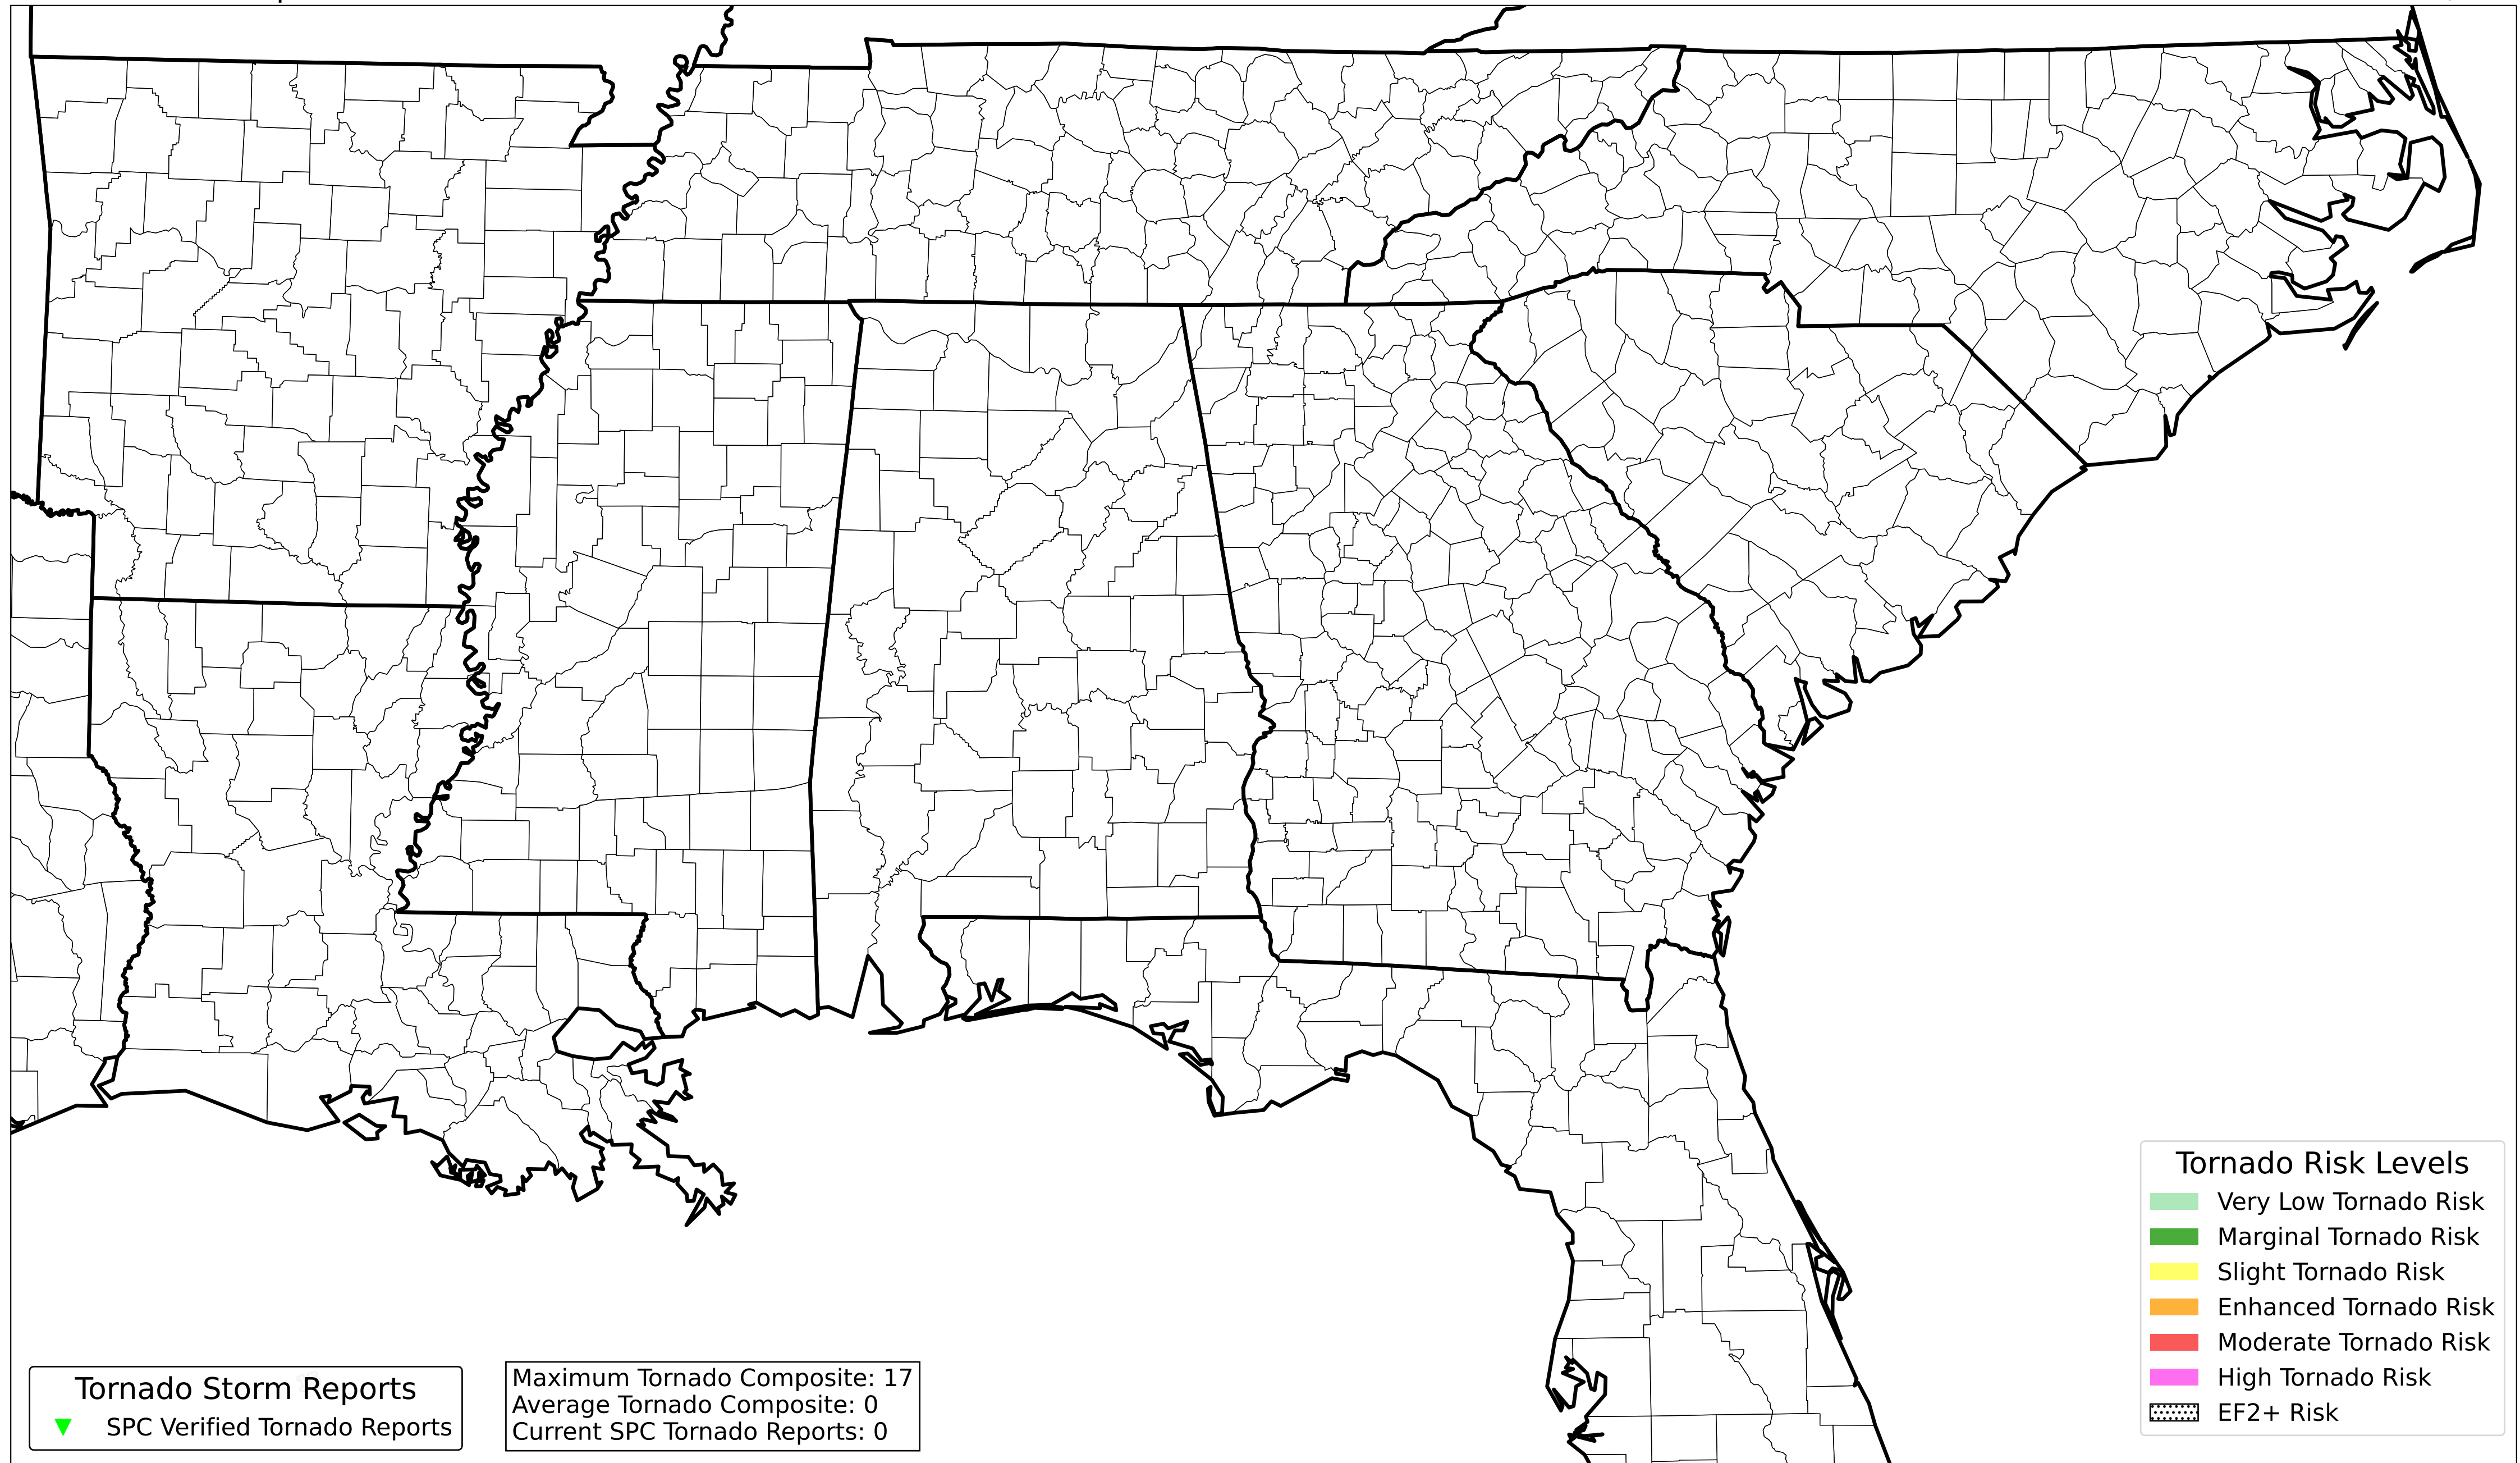 Tornado Risk Levels
Very Low Tornado Risk
Marginal Tornado Risk
Slight Tornado Risk
Enhanced Tornado Risk
Moderate Tornado Risk
High Tornado Risk
EF2+ Risk
Tornado Storm Reports
SPC Verified Tornado Reports
Maximum Tornado Composite: 17
Average Tornado Composite: 0
Current SPC Tornado Reports: 0